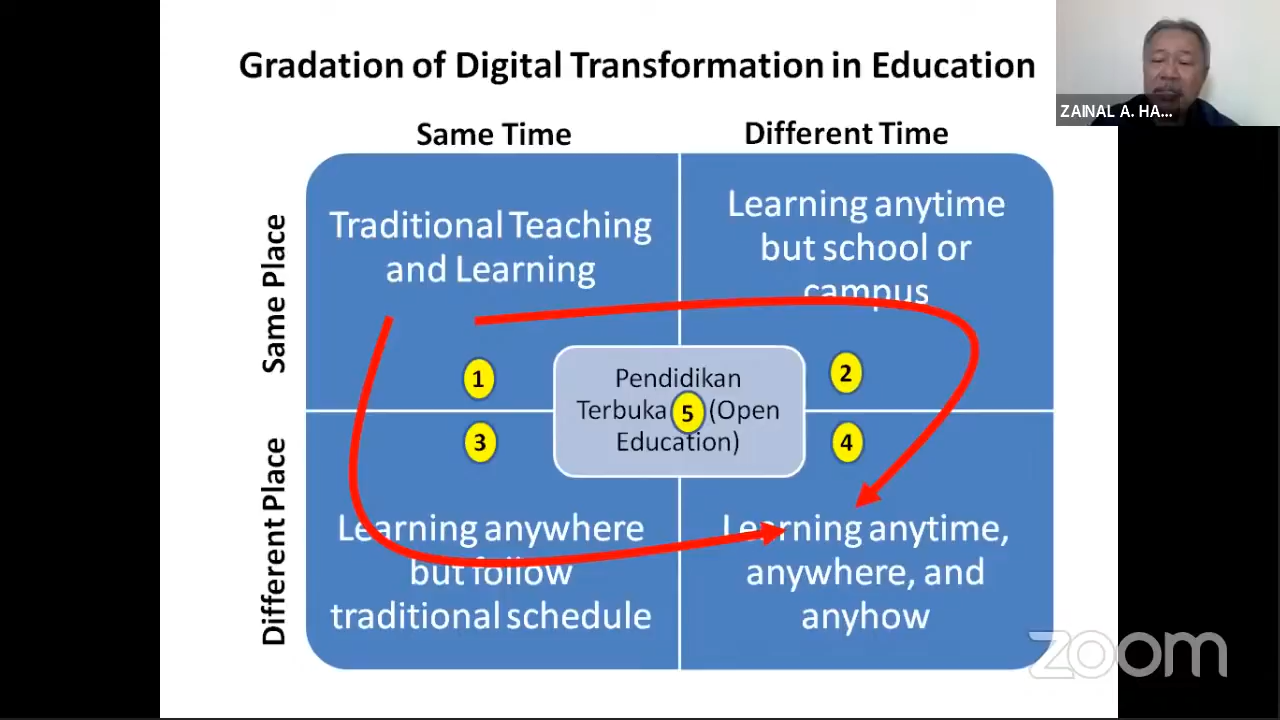 Gradation of Digital Transformation in Education
ZAINAL A. HA...
Same Time
Different Time
Same Place
Traditional Teaching
and Learning
Learning anytime
but school or
campus
1
2
Pendidikan
Terbuka 5 (Open
Education)
3
4
Different Place
Learning anywhere
but follow
traditional schedule
Learning anytime,
anywhere, and
anyhow
zoom